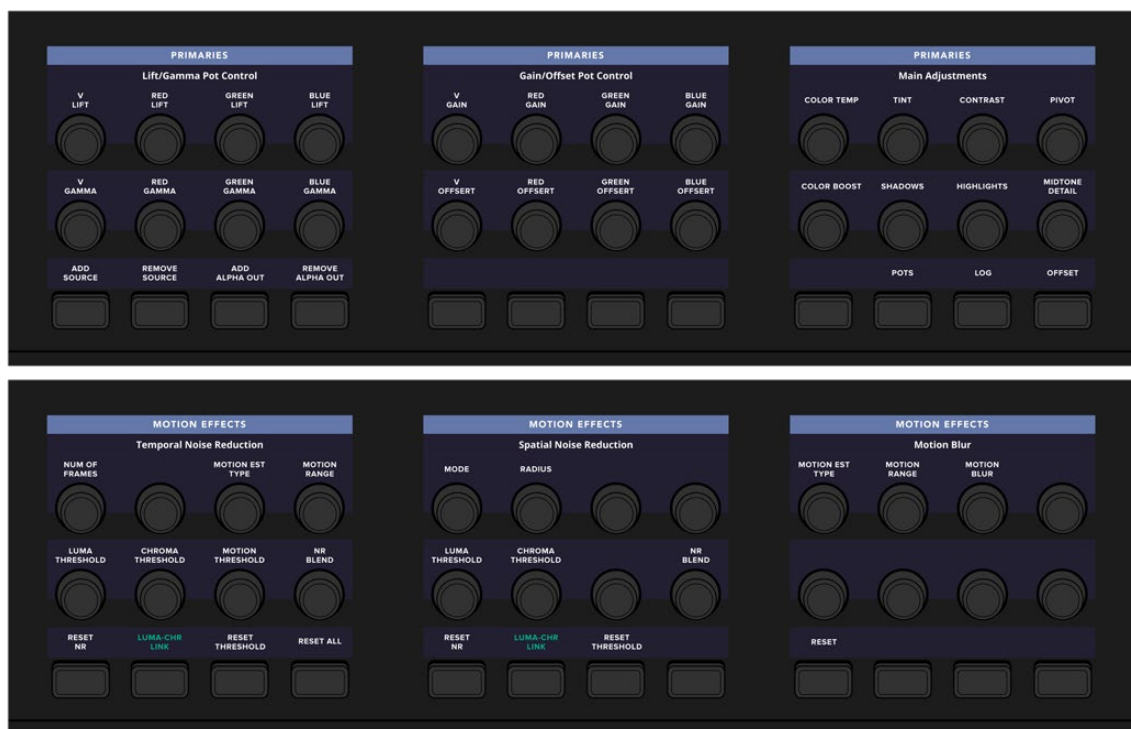 PRIMARIES
Lift/Gamma Pot Control
V LIFT
RED LIFT
GREEN LIFT
BLUE LIFT
V GAMMA
RED GAMMA
GREEN GAMMA
BLUE GAMMA
ADD SOURCE
REMOVE SOURCE
ADD ALPHA OUT
REMOVE ALPHA OUT
PRIMARIES
Gain/Offset Pot Control
V GAIN
RED GAIN
GREEN GAIN
BLUE GAIN
V OFFSERT
RED OFFSERT
GREEN OFFSERT
BLUE OFFSERT
PRIMARIES
Main Adjustments
COLOR TEMP
TINT
CONTRAST
PIVOT
COLOR BOOST
SHADOWS
HIGHLIGHTS
MIDTONE DETAIL
POTS
LOG
OFFSET
MOTION EFFECTS
Temporal Noise Reduction
NUM OF FRAMES
MOTION EST TYPE
MOTION RANGE
LUMA THRESHOLD
CHROMA THRESHOLD
MOTION THRESHOLD
NR BLEND
RESET NR
LUMA-CHR LINK
RESET THRESHOLD
RESET ALL
MOTION EFFECTS
Spatial Noise Reduction
MODE
RADIUS
LUMA THRESHOLD
CHROMA THRESHOLD
NR BLEND
RESET NR
LUMA-CHR LINK
RESET THRESHOLD
MOTION EFFECTS
Motion Blur
MOTION EST TYPE
MOTION RANGE
MOTION BLUR
RESET